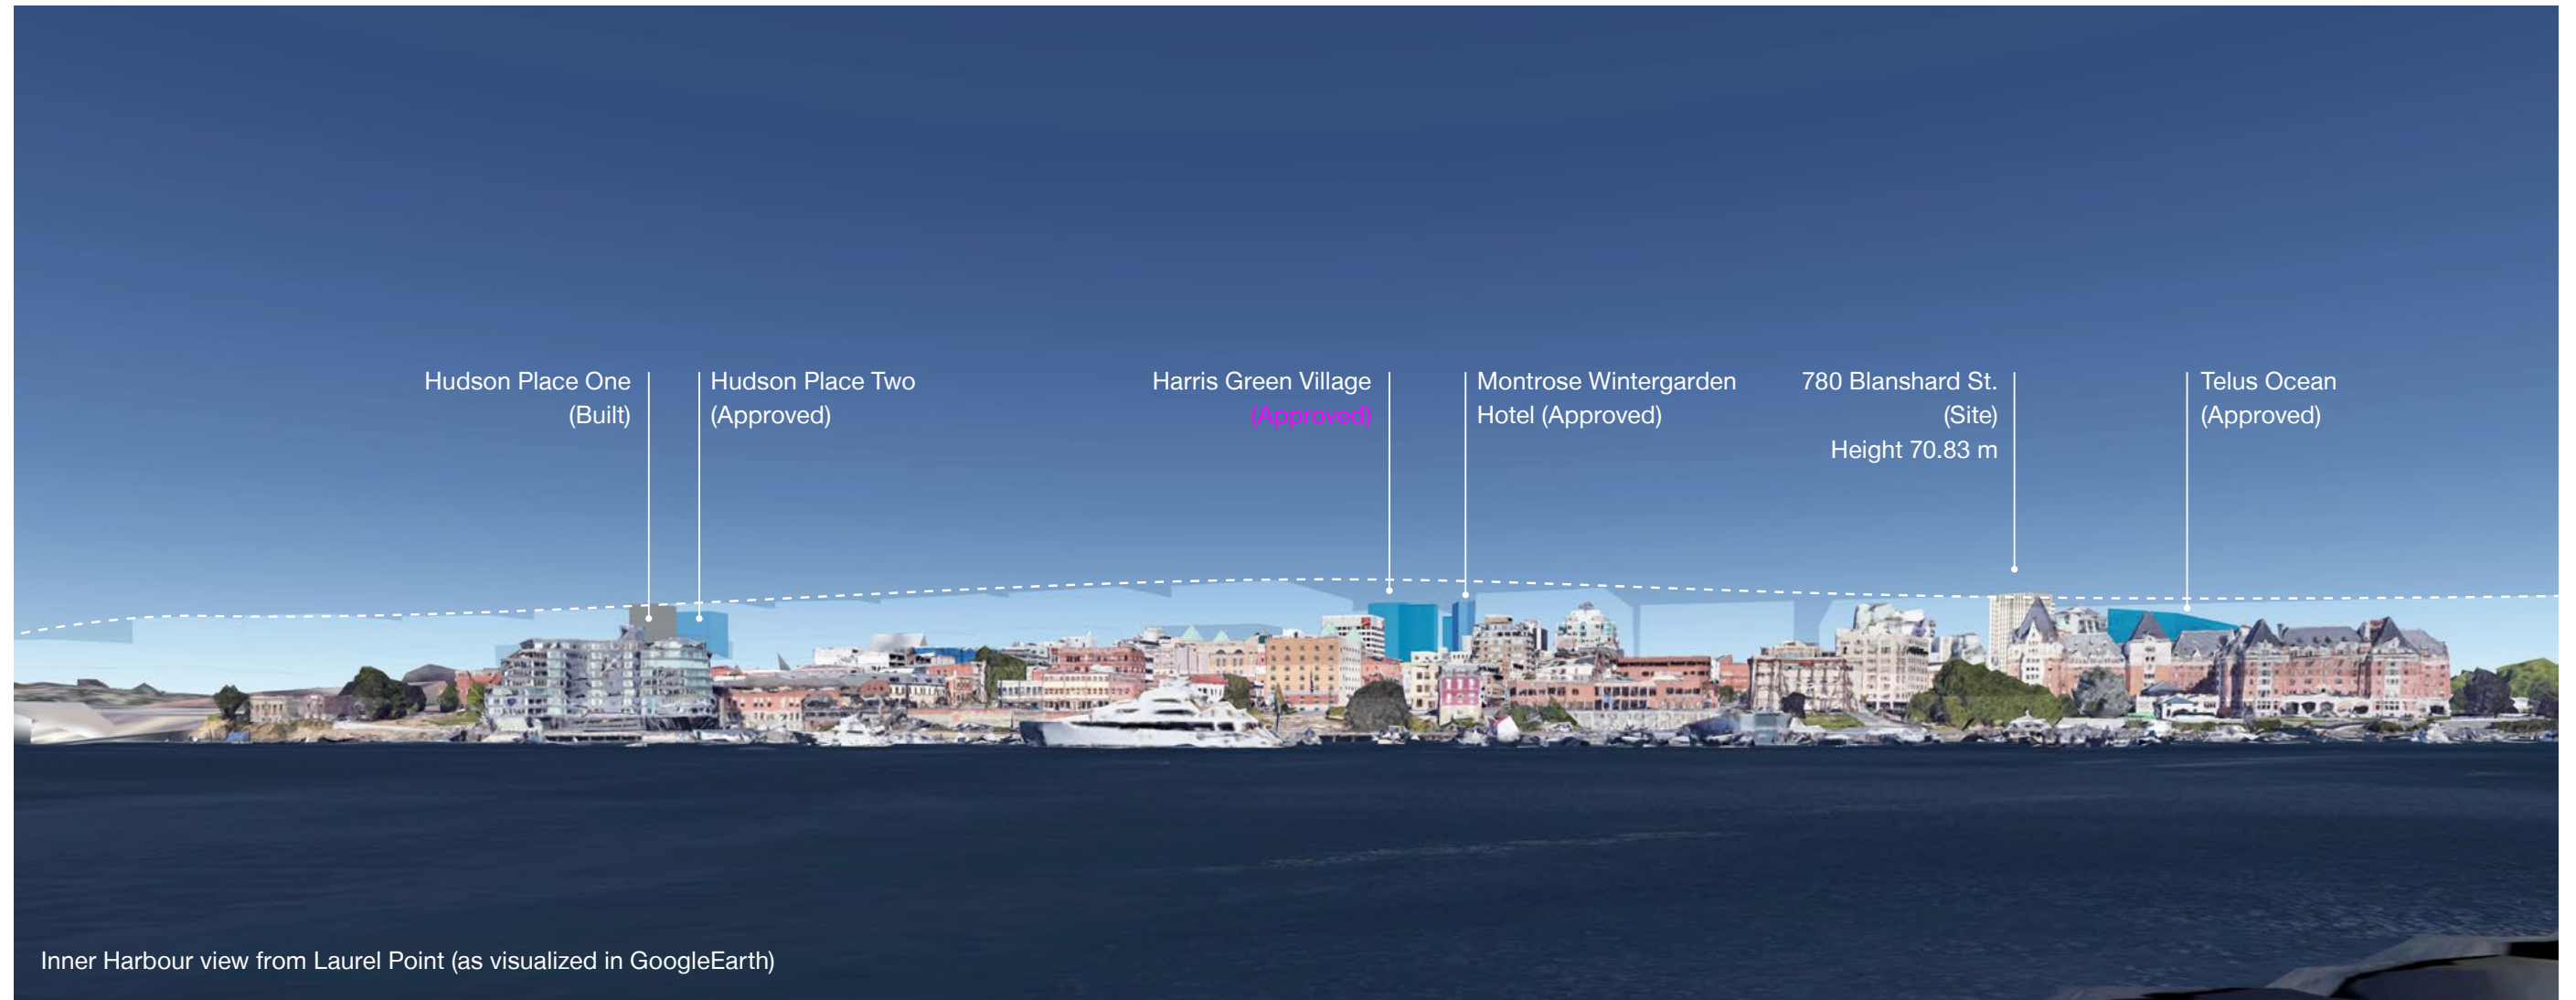 Hudson Place One
(Built)
Hudson Place Two
(Approved)
Harris Green Village
(Approved)
Montrose Wintergarden
Hotel (Approved)
780 Blanshard St.
(Site)
Height 70.83 m
Telus Ocean
(Approved)
Inner Harbour view from Laurel Point (as visualized in GoogleEarth)